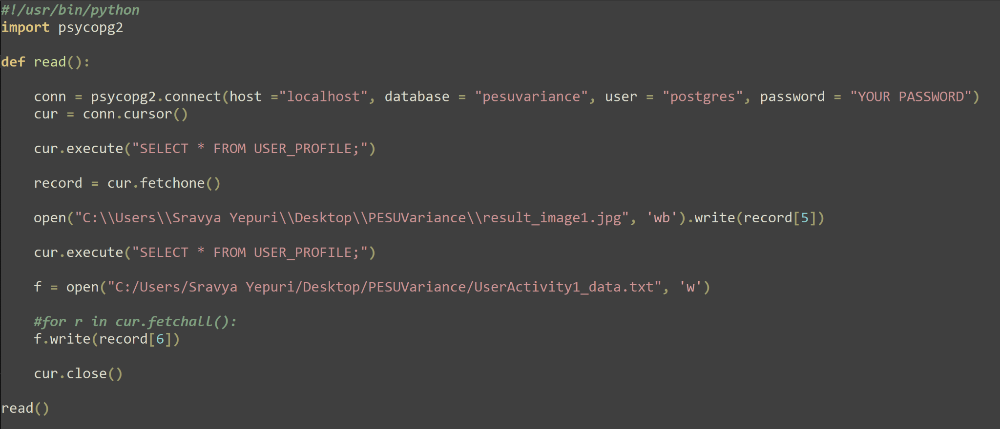 #!/usr/bin/python
import psycopg2
def read():
conn = psycopg2.connect(host ="localhost", database = "pesuvariance", user = "postgres", password = "YOUR PASSWORD")
cur = conn.cursor()
cur.execute("SELECT * FROM USER_PROFILE;")
record = cur.fetchone()
open("C:\\Users\\Sravya Yepuri\\Desktop\\PESUVariance\\result_image1.jpg", 'wb').write(record[5])
cur.execute("SELECT * FROM USER_PROFILE;")
f = open("C:/Users/Sravya Yepuri/Desktop/PESUVariance/UserActivity1_data.txt", 'w')
#for r in cur.fetchall():
f.write(record[6])
cur.close()
read()